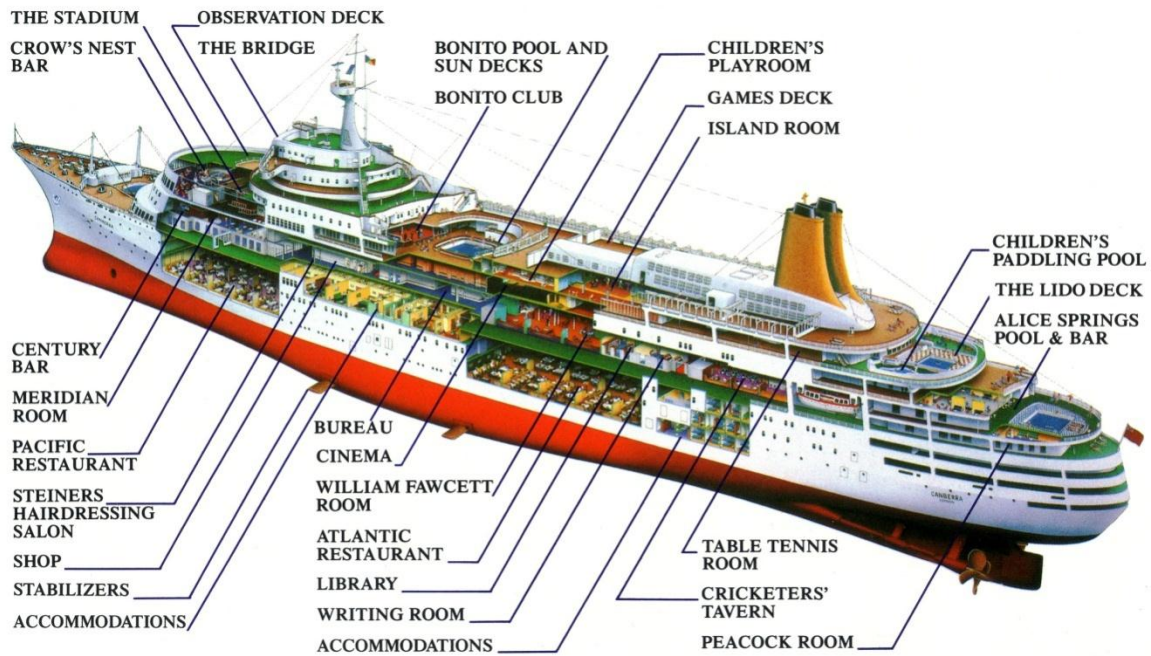 THE STADIUM
CROW'S NEST
BAR
OBSERVATION DECK
THE BRIDGE
BONITO POOL AND
SUN DECKS
BONITO CLUB
CHILDREN'S
PLAYROOM
GAMES DECK
ISLAND ROOM
CHILDREN'S
PADDLING POOL
THE LIDO DECK
ALICE SPRINGS
POOL & BAR
CENTURY
BAR
MERIDIAN
ROOM
PACIFIC
RESTAURANT
STEINERS
HAIRDRESSING
SALON
SHOP
STABILIZERS
ACCOMMODATIONS
BUREAU
CINEMA
WILLIAM FAWCETT
ROOM
ATLANTIC
RESTAURANT
LIBRARY
WRITING ROOM
ACCOMMODATIONS
TABLE TENNIS
ROOM
CRICKETERS'
TAVERN
PEACOCK ROOM
CANBERRA